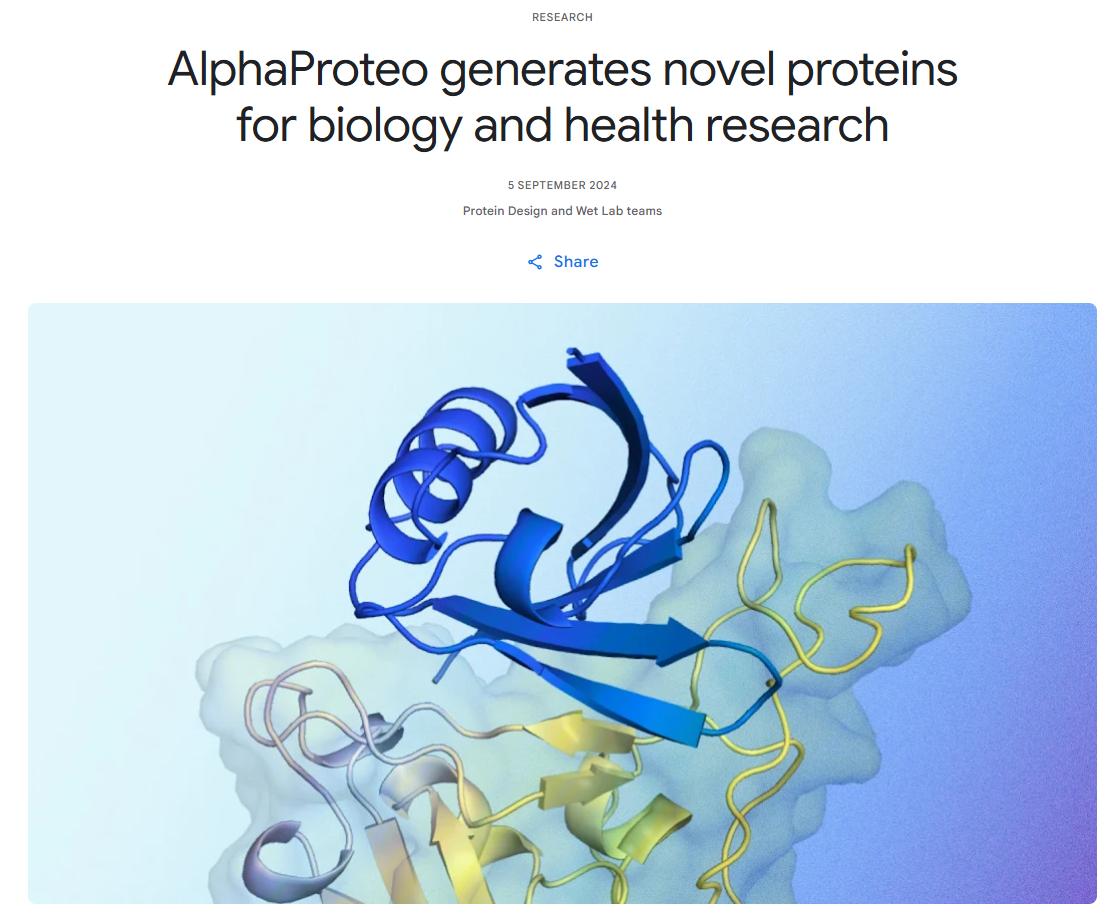 RESEARCH
AlphaProteo generates novel proteins
for biology and health research
5 SEPTEMBER 2024
Protein Design and Wet Lab teams
Share